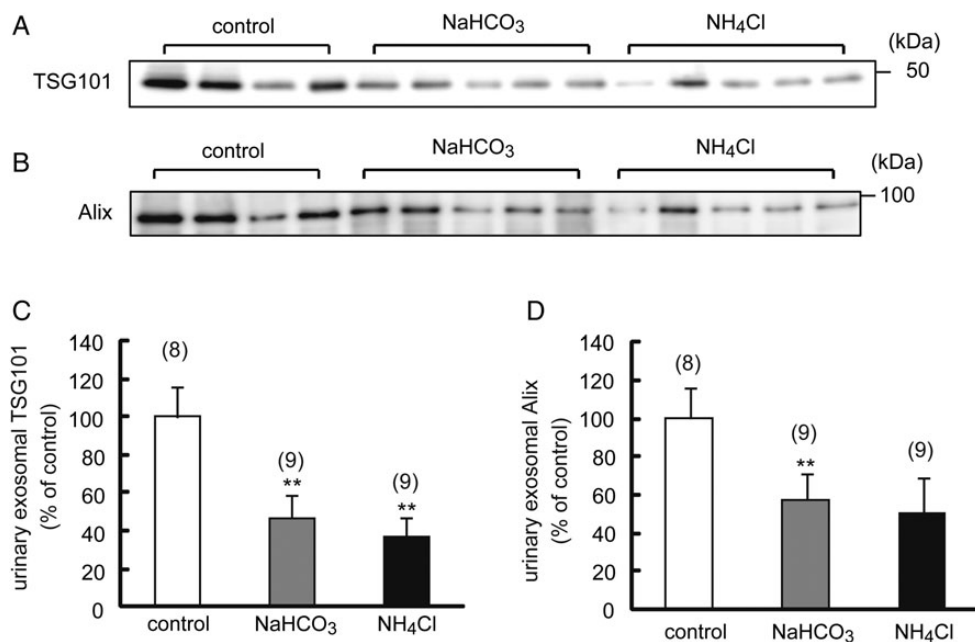 A
control
NaHCO₃
NH₄Cl
(kDa)
TSG101
50
B
control
NaHCO₃
NH₄Cl
(kDa)
Alix
100
C
urinary exosomal TSG101
(% of control)
140
120
100
80
60
40
20
0
(8)
(9)
**
(9)
**
control
NaHCO₃
NH₄Cl
D
urinary exosomal Alix
(% of control)
140
120
100
80
60
40
20
0
(8)
(9)
**
(9)
control
NaHCO₃
NH₄Cl